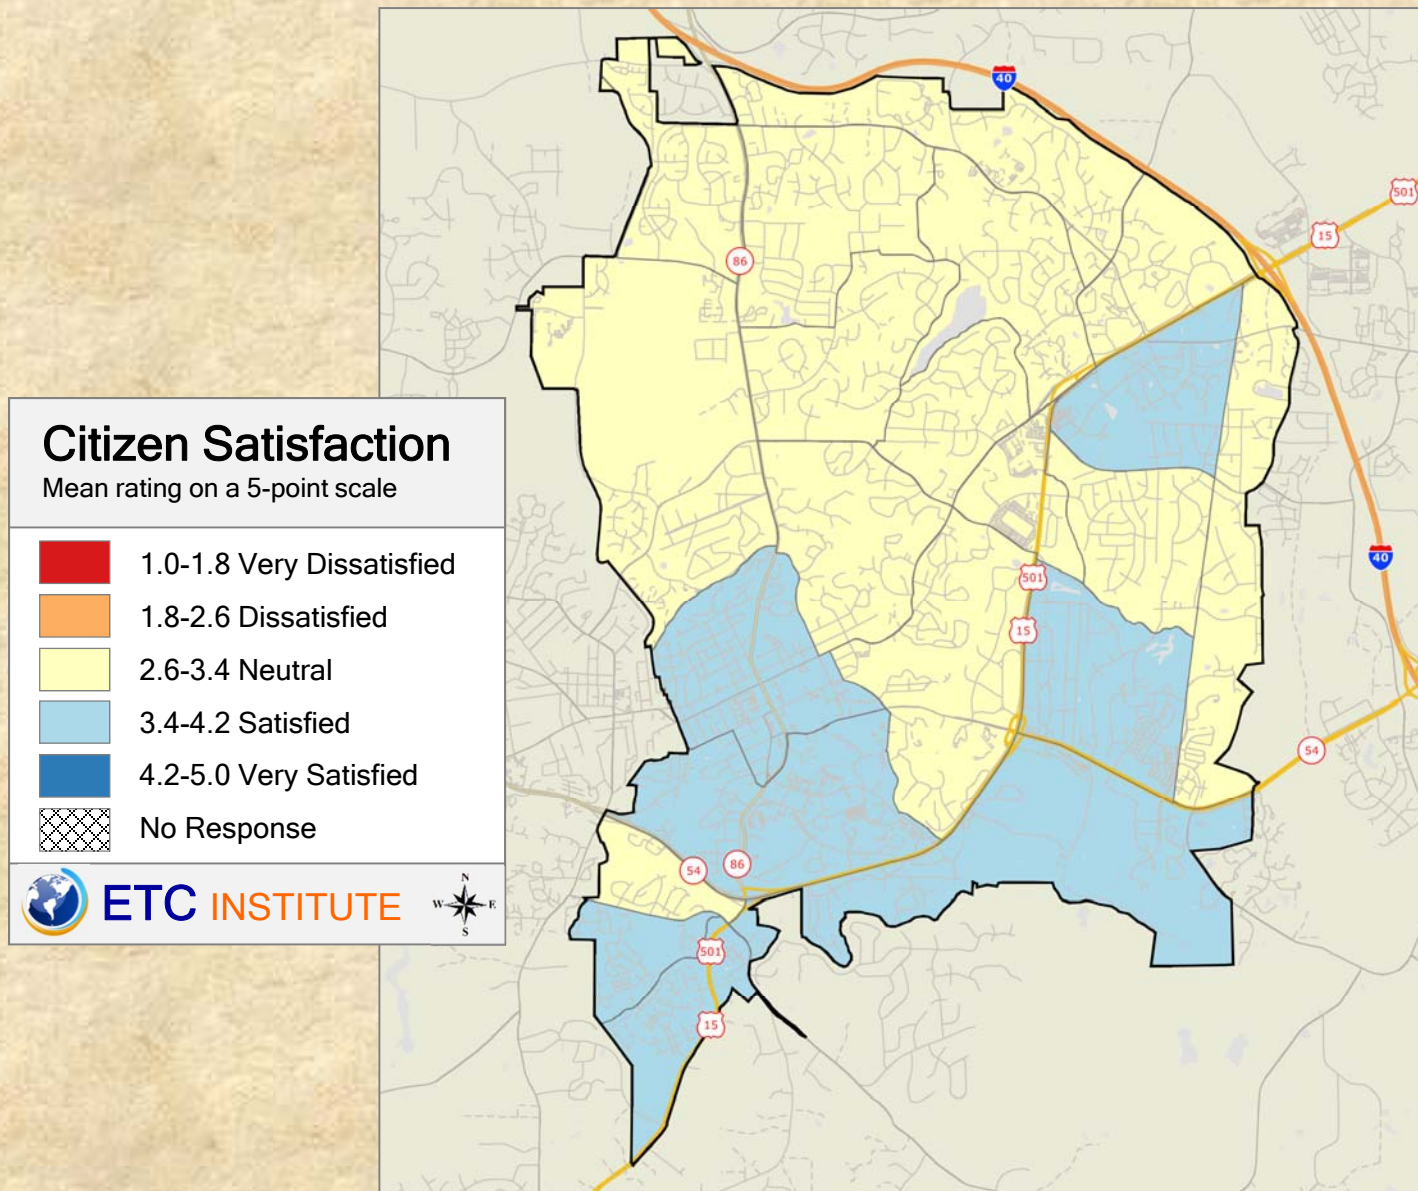 40
501
15
86
Citizen Satisfaction
Mean rating on a 5-point scale
1.0-1.8 Very Dissatisfied
1.8-2.6 Dissatisfied
2.6-3.4 Neutral
3.4-4.2 Satisfied
4.2-5.0 Very Satisfied
No Response
ETC INSTITUTE
N
W E
S
40
501
15
54
54
86
501
15